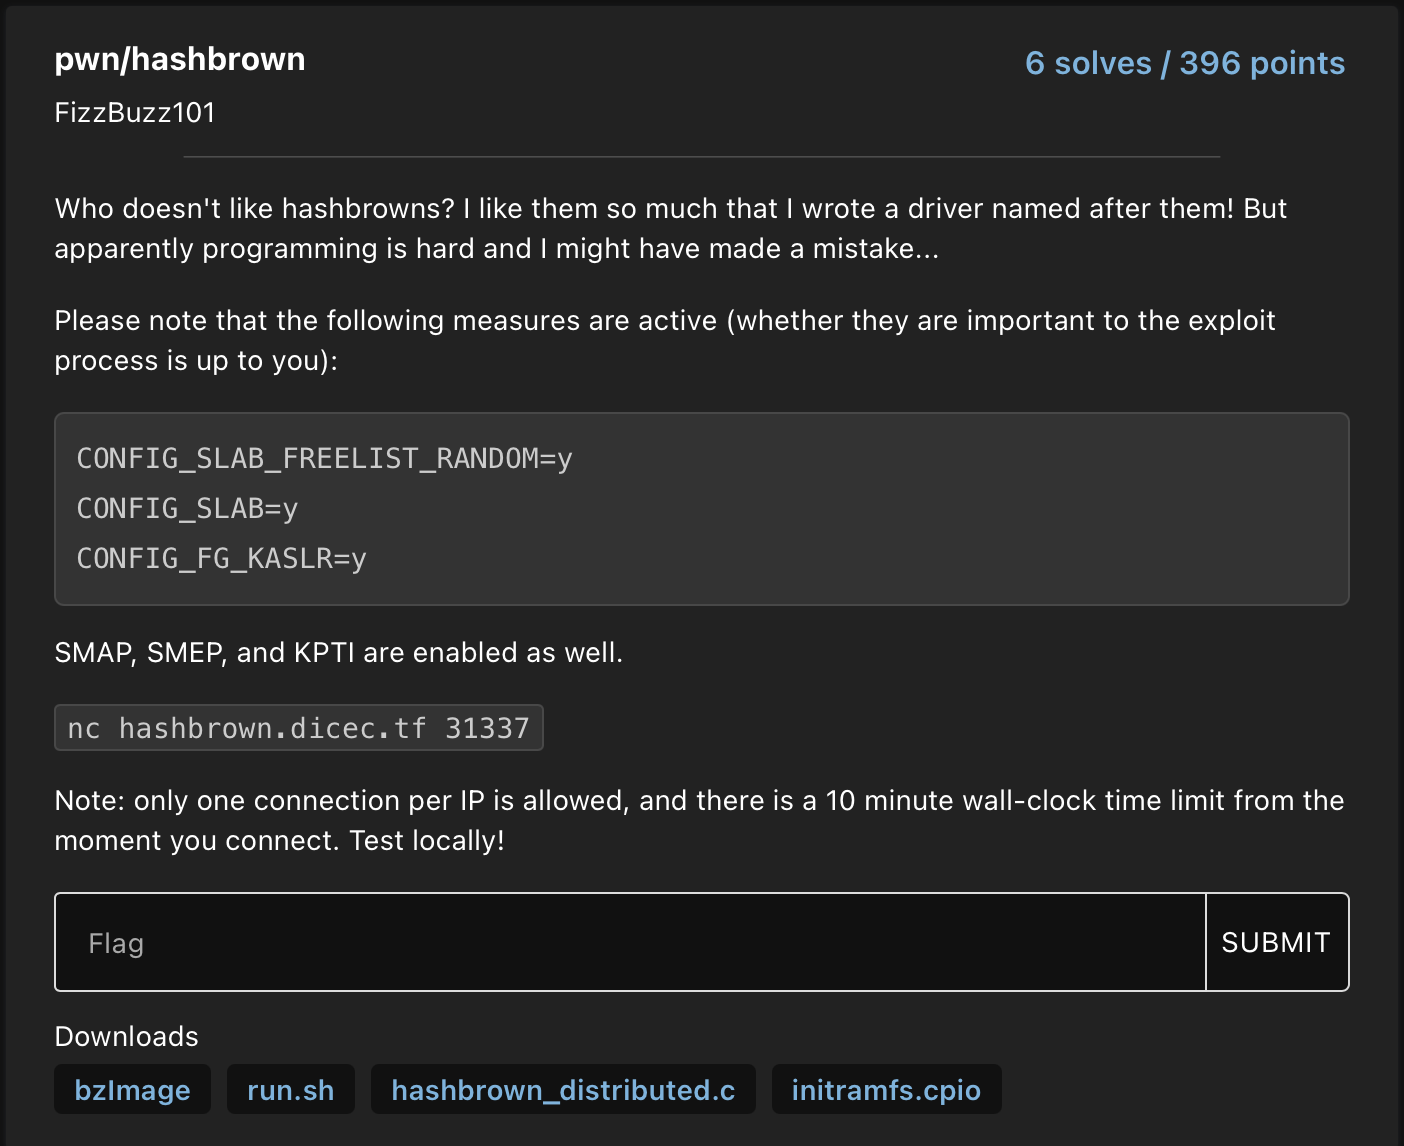 pwn/hashbrown
6 solves / 396 points
FizzBuzz101
Who doesn't like hashbrowns? I like them so much that I wrote a driver named after them! But
apparently programming is hard and I might have made a mistake...
Please note that the following measures are active (whether they are important to the exploit
process is up to you):
CONFIG_SLAB_FREELIST_RANDOM=y
CONFIG_SLAB=y
CONFIG_FG_KASLR=y
SMAP, SMEP, and KPTI are enabled as well.
nc hashbrown.dicec.tf 31337
Note: only one connection per IP is allowed, and there is a 10 minute wall-clock time limit from the
moment you connect. Test locally!
Flag
SUBMIT
Downloads
bzImage
run.sh
hashbrown_distributed.c
initramfs.cpio